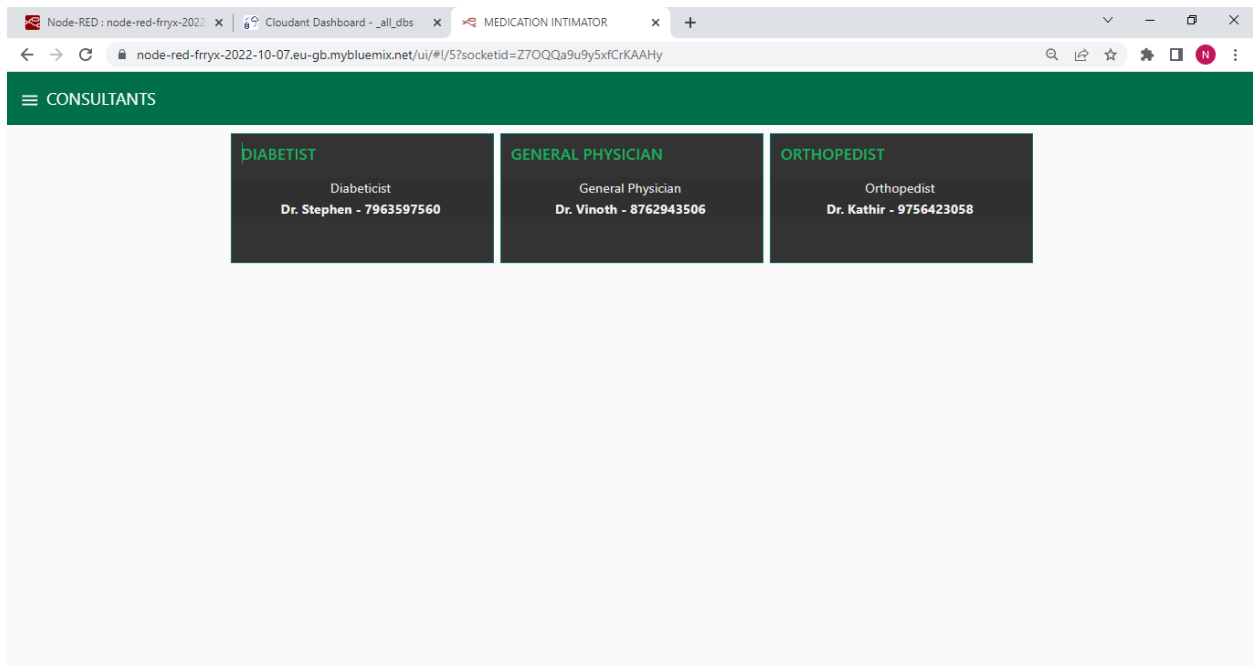 Node-RED : node-red-frryx-2022
Cloudant Dashboard - _all_dbs
MEDICATION INTIMATOR
node-red-frryx-2022-10-07.eu-gb.mybluemix.net/ui/#!/5?socketid=Z7OQQa9u9y5xfCrKAAHy
N
CONSULTANTS
DIABETIST
Diabeticist
Dr. Stephen - 7963597560
GENERAL PHYSICIAN
General Physician
Dr. Vinoth - 8762943506
ORTHOPEDIST
Orthopedist
Dr. Kathir - 9756423058